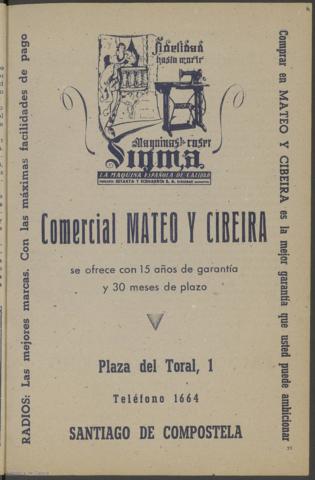 Fidelidad
hasta morir
Maquinas de coser
Sigma
LA MAQUINA ESPAÑOLA DE CALIDAD
Comercial MATEO Y CIBEIRA
se ofrece con 15 años de garantía
y 30 meses de plazo
Plaza del Toral, 1
Teléfono 1664
SANTIAGO DE COMPOSTELA
RADIOS: Las mejores marcas. Con las máximas facilidades de pago
Comprar en MATEO Y CIBEIRA es la mejor garantía que usted puede ambicionar